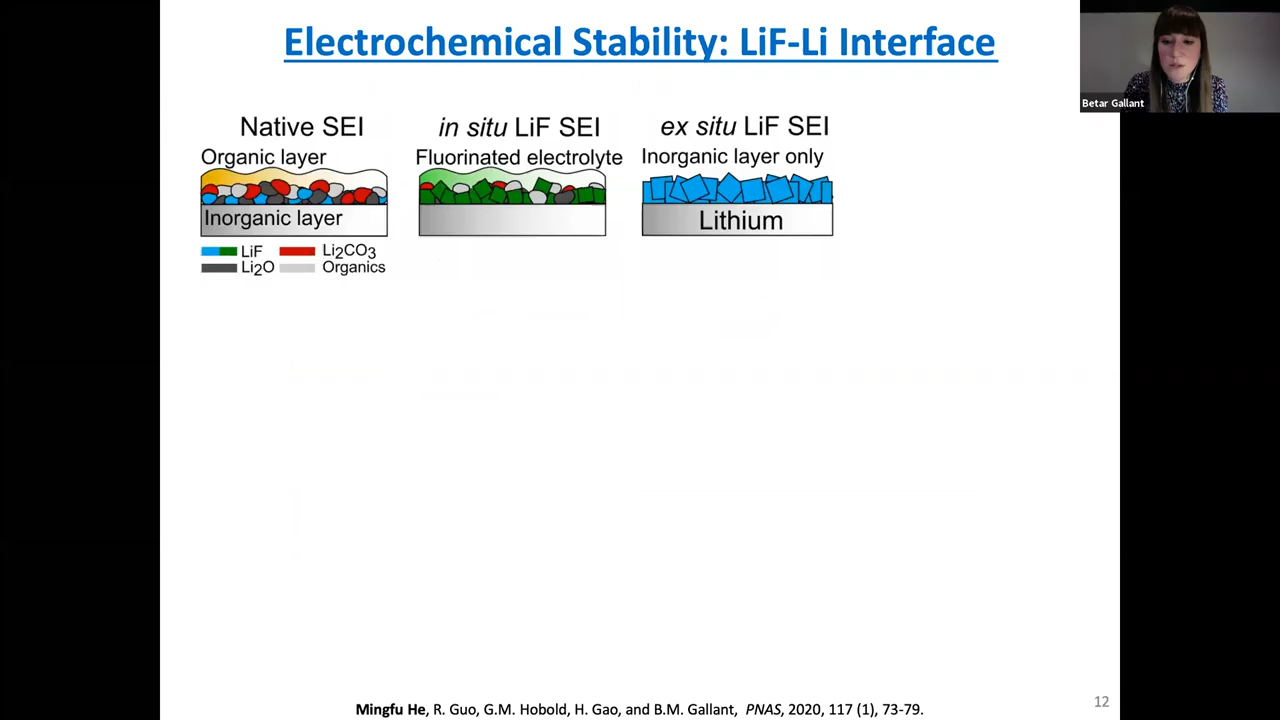 Electrochemical Stability: LiF-Li Interface
Betar Gallant
Native SEI
in situ LiF SEI
ex situ LiF SEI
Organic layer
Fluorinated electrolyte
Inorganic layer only
Inorganic layer
Lithium
LiF
Li2CO3
Li2O
Organics
Mingfu He, R. Guo, G.M. Hobold, H. Gao, and B.M. Gallant, PNAS, 2020, 117 (1), 73-79.
12